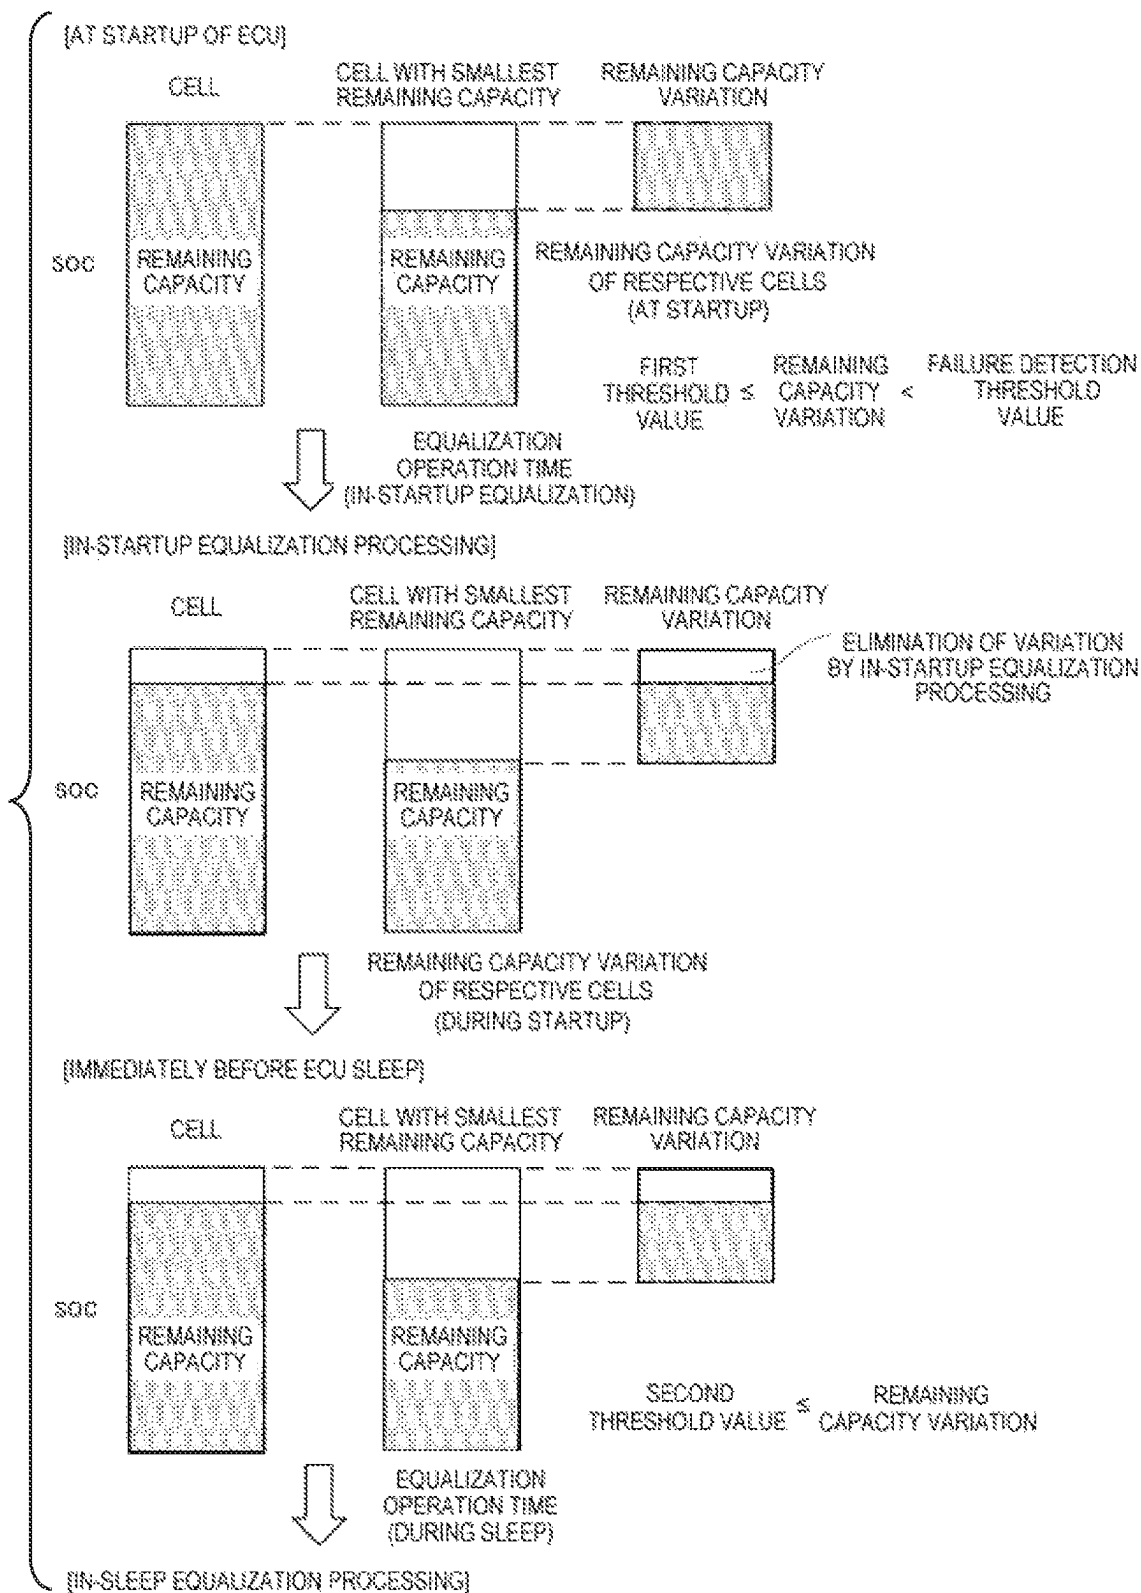 [AT STARTUP OF ECU]
CELL
CELL WITH SMALLEST
REMAINING CAPACITY
REMAINING CAPACITY
VARIATION
SOC
REMAINING
CAPACITY
REMAINING
CAPACITY
REMAINING CAPACITY VARIATION
OF RESPECTIVE CELLS
(AT STARTUP)
FIRST
THRESHOLD
VALUE
≤
REMAINING
CAPACITY
VARIATION
<
FAILURE DETECTION
THRESHOLD
VALUE
EQUALIZATION
OPERATION TIME
(IN-STARTUP EQUALIZATION)
[IN-STARTUP EQUALIZATION PROCESSING]
CELL
CELL WITH SMALLEST
REMAINING CAPACITY
REMAINING CAPACITY
VARIATION
ELIMINATION OF VARIATION
BY IN-STARTUP EQUALIZATION
PROCESSING
SOC
REMAINING
CAPACITY
REMAINING
CAPACITY
REMAINING CAPACITY VARIATION
OF RESPECTIVE CELLS
(DURING STARTUP)
[IMMEDIATELY BEFORE ECU SLEEP]
CELL
CELL WITH SMALLEST
REMAINING CAPACITY
REMAINING CAPACITY
VARIATION
SOC
REMAINING
CAPACITY
REMAINING
CAPACITY
SECOND
THRESHOLD VALUE
≤
REMAINING
CAPACITY VARIATION
EQUALIZATION
OPERATION TIME
(DURING SLEEP)
[IN-SLEEP EQUALIZATION PROCESSING]